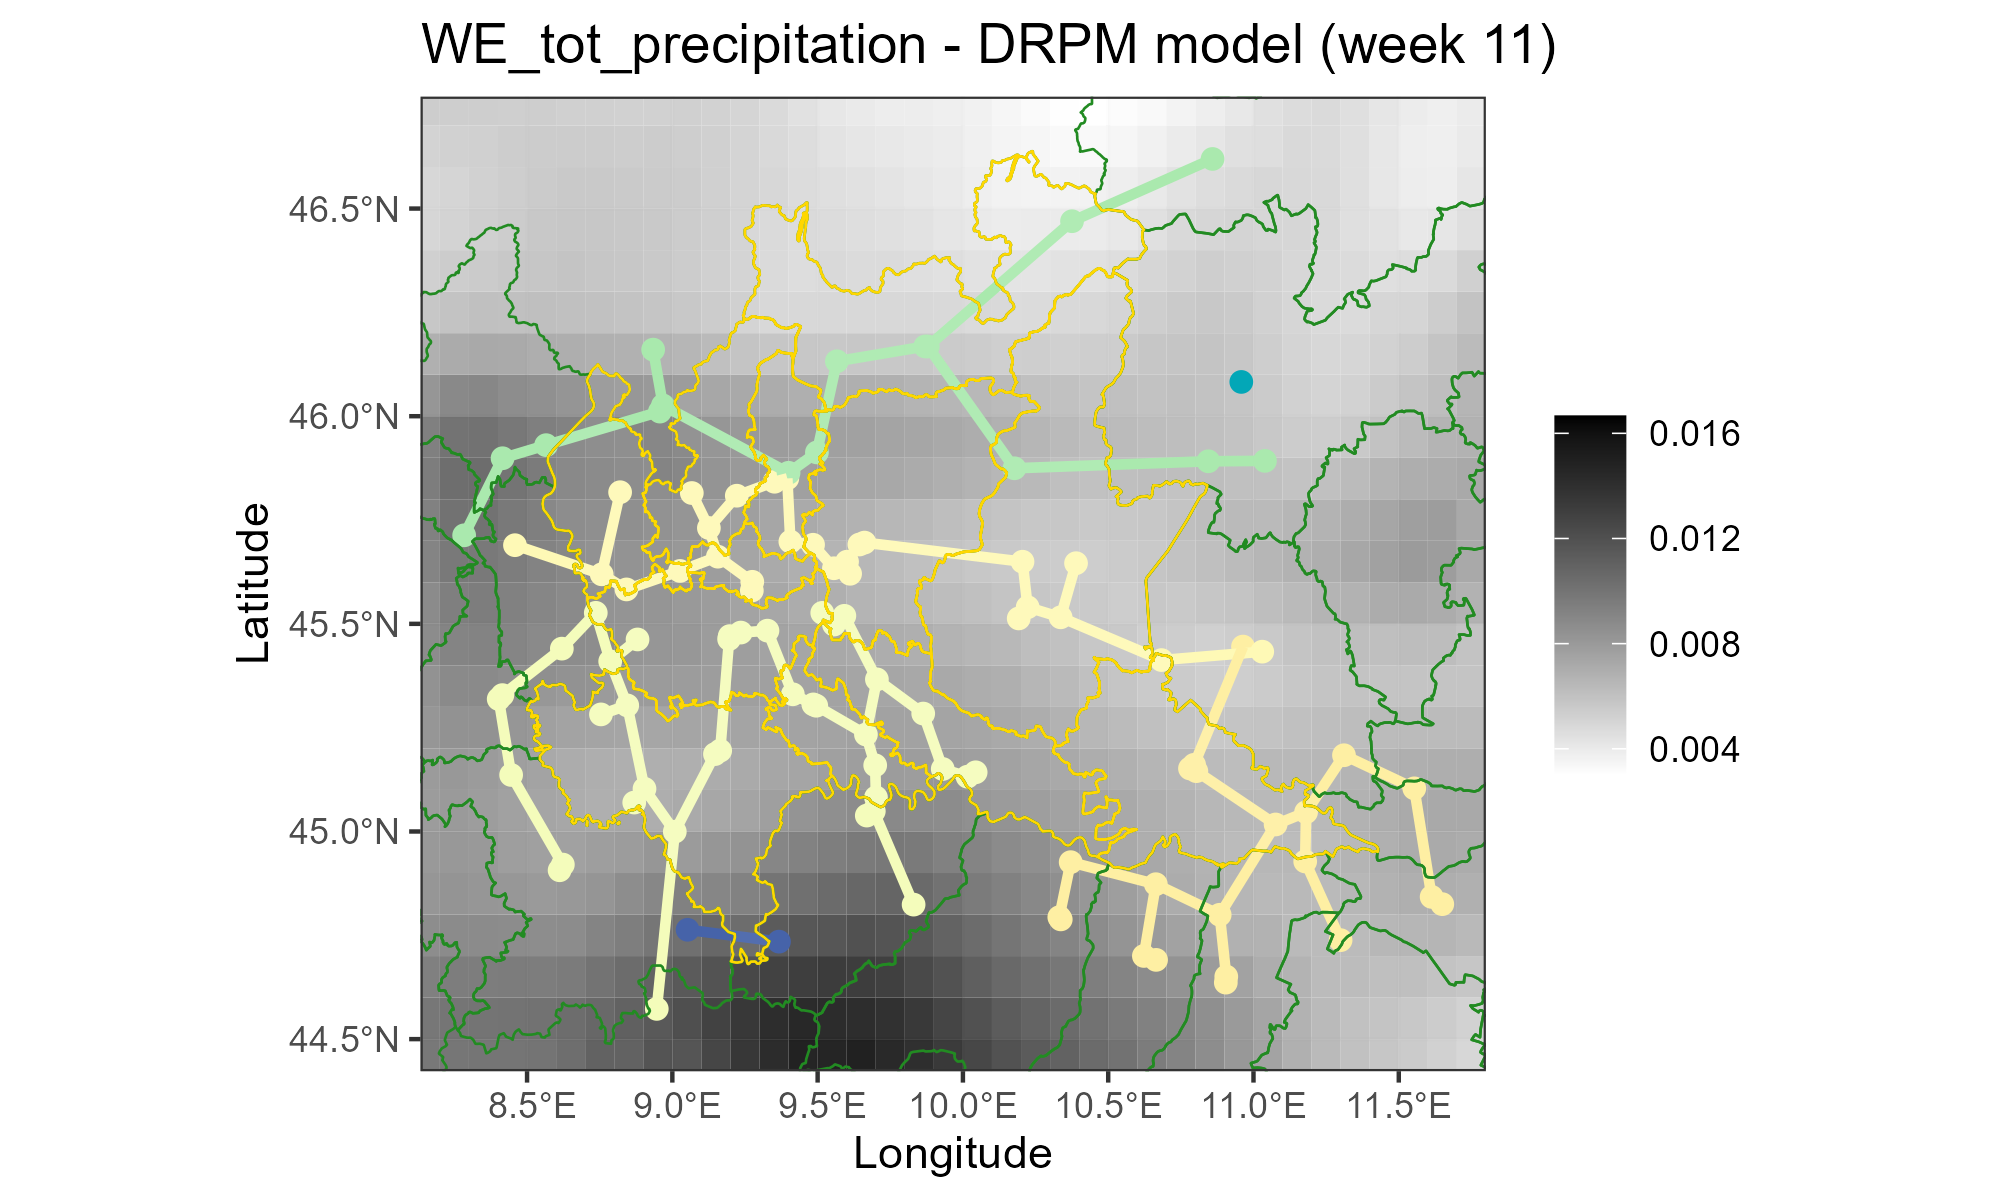 WE_tot_precipitation - DRPM model (week 11)
46.5°N
46.0°N
45.5°N
45.0°N
44.5°N
Latitude
8.5°E 9.0°E 9.5°E 10.0°E 10.5°E 11.0°E 11.5°E
Longitude
0.016
0.012
0.008
0.004